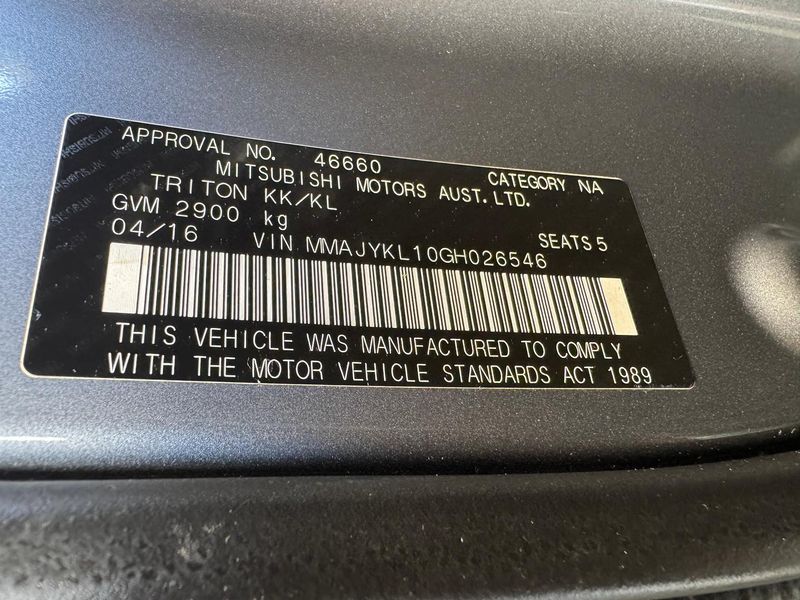 APPROVAL NO. 46660 CATEGORY NA
MITSUBISHI MOTORS AUST.LTD.
TRITON KK/KL
GVM 2900 kg SEATS 5
04/16 VIN MMAJYKL10GH026546
THIS VEHICLE WAS MANUFACTURED TO COMPLY
WITH THE MOTOR VEHICLE STANDARDS ACT 1989